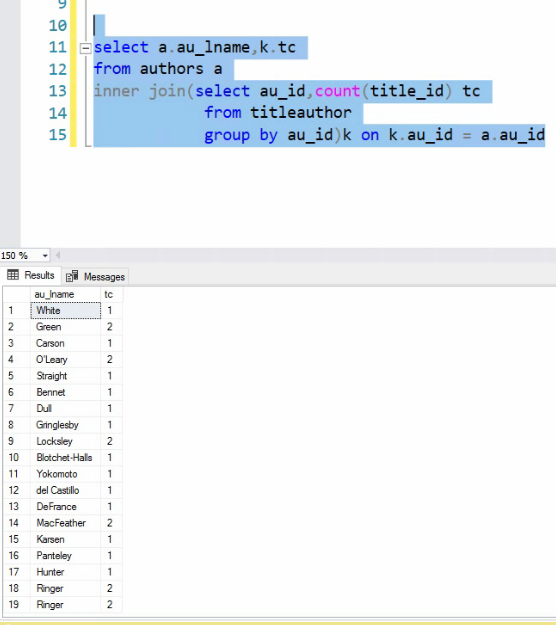 9
10
11 select a.au_lname,k.tc
12 from authors a
13 inner join(select au_id,count(title_id) tc
14 from titleauthor
15 group by au_id)k on k.au_id = a.au_id
150 %
Results Messages
au_lname tc
1 White 1
2 Green 2
3 Carson 1
4 O'Leary 2
5 Straight 1
6 Bennet 1
7 Dull 1
8 Gringlesby 1
9 Locksley 2
10 Blotchet-Halls 1
11 Yokomoto 1
12 del Castillo 1
13 DeFrance 1
14 MacFeather 2
15 Karsen 1
16 Panteley 1
17 Hunter 1
18 Ringer 2
19 Ringer 2